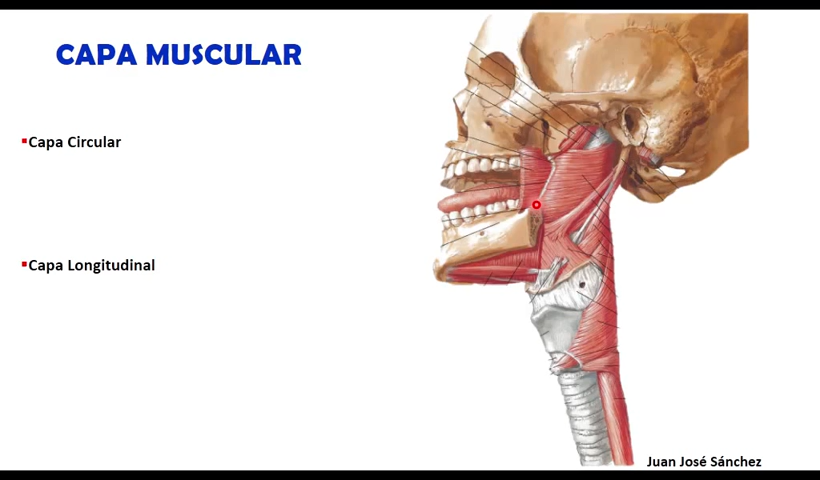 CAPA MUSCULAR
Capa Circular
Capa Longitudinal
Juan José Sánchez